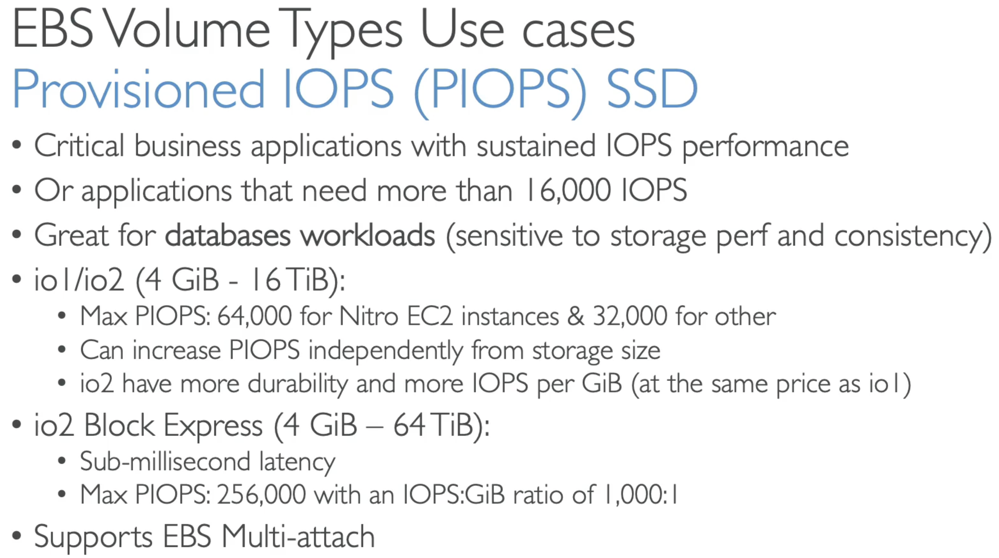 EBS Volume Types Use cases
Provisioned IOPS (PIOPS) SSD
• Critical business applications with sustained IOPS performance
• Or applications that need more than 16,000 IOPS
• Great for databases workloads (sensitive to storage perf and consistency)
• io1/io2 (4 GiB - 16 TiB):
• Max PIOPS: 64,000 for Nitro EC2 instances & 32,000 for other
• Can increase PIOPS independently from storage size
• io2 have more durability and more IOPS per GiB (at the same price as io1)
• io2 Block Express (4 GiB – 64 TiB):
• Sub-millisecond latency
• Max PIOPS: 256,000 with an IOPS:GiB ratio of 1,000:1
• Supports EBS Multi-attach